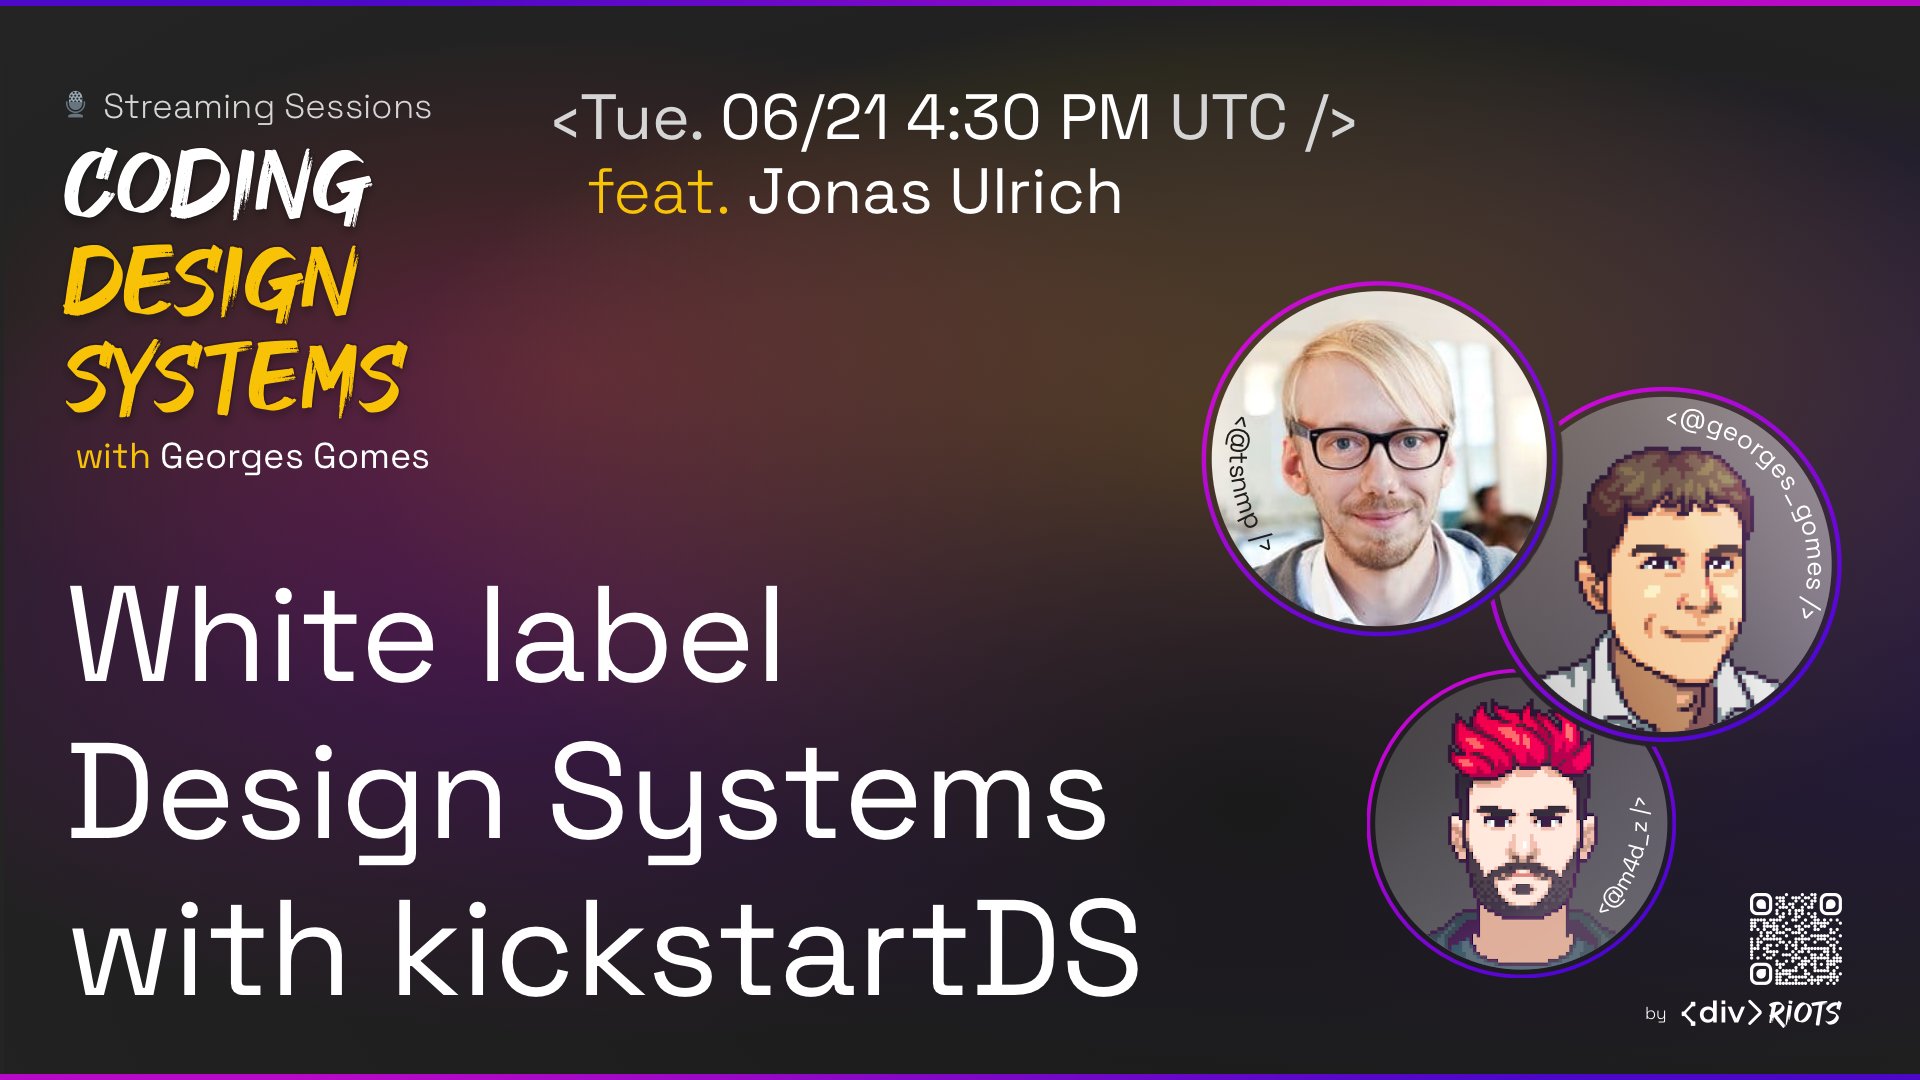 Streaming Sessions
CODING
DESIGN
SYSTEMS
with Georges Gomes
<Tue. 06/21 4:30 PM UTC />
feat. Jonas Ulrich
White label
Design Systems
with kickstartDS
<@tsnmp />
<@georges_gomes />
<@m4d_z />
by <div> RIOTS